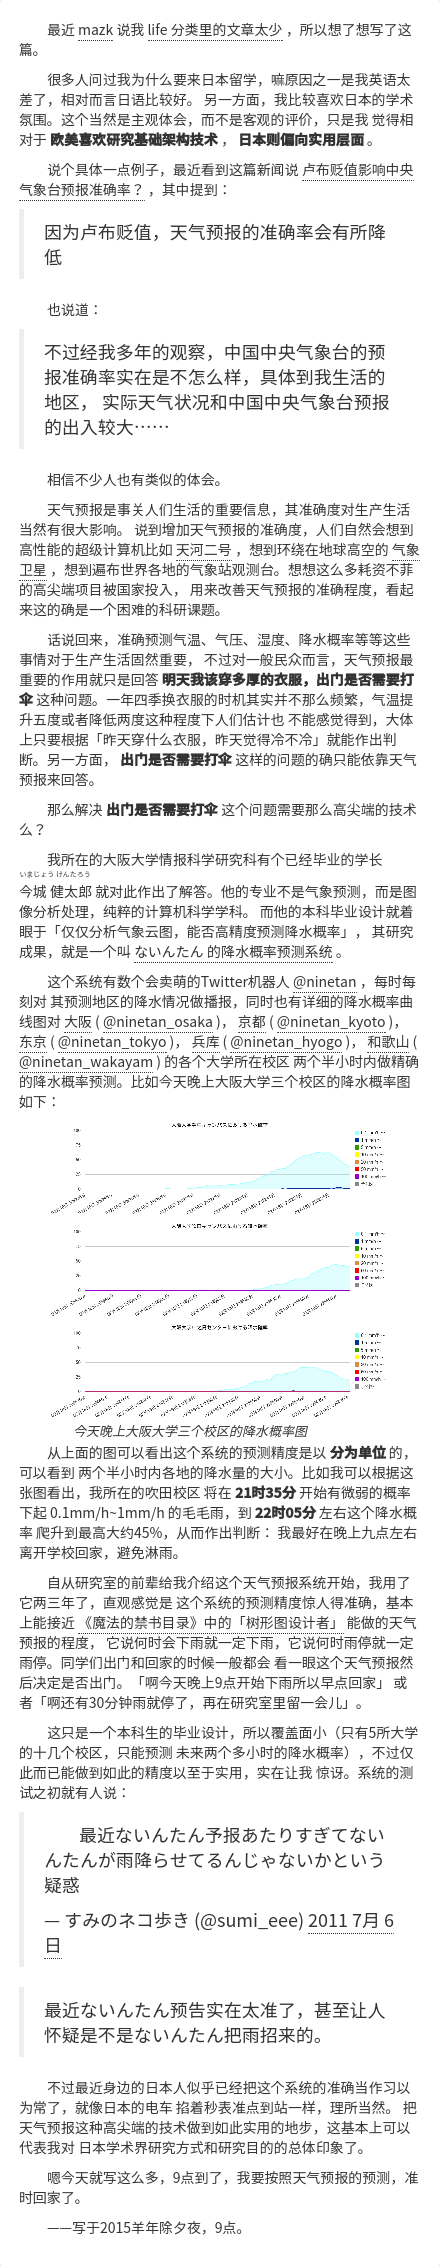 最近 mazk 说我 life 分类里的文章太少 ，所以想了想写了这
篇。
很多人问过我为什么要来日本留学，嘛原因之一是我英语太
差了，相对而言日语比较好。 另一方面，我比较喜欢日本的学术
氛围。这个当然是主观体会，而不是客观的评价，只是我 觉得相
对于 欧美喜欢研究基础架构技术 ， 日本则偏向实用层面 。
说个具体一点例子，最近看到这篇新闻说 卢布贬值影响中央
气象台预报准确率？ ，其中提到：
因为卢布贬值，天气预报的准确率会有所降
低
也说道：
不过经我多年的观察，中国中央气象台的预
报准确率实在是不怎么样，具体到我生活的
地区， 实际天气状况和中国中央气象台预报
的出入较大……
相信不少人也有类似的体会。
天气预报是事关人们生活的重要信息，其准确度对生产生活
当然有很大影响。 说到增加天气预报的准确度，人们自然会想到
高性能的超级计算机比如 天河二号 ，想到环绕在地球高空的 气象
卫星 ，想到遍布世界各地的气象站观测台。想想这么多耗资不菲
的高尖端项目被国家投入， 用来改善天气预报的准确程度，看起
来这的确是一个困难的科研课题。
话说回来，准确预测气温、气压、湿度、降水概率等等这些
事情对于生产生活固然重要， 不过对一般民众而言，天气预报最
重要的作用就只是回答 明天我该穿多厚的衣服，出门是否需要打
伞 这种问题。一年四季换衣服的时机其实并不那么频繁，气温提
升五度或者降低两度这种程度下人们估计也 不能感觉得到，大体
上只要根据「昨天穿什么衣服，昨天觉得冷不冷」就能作出判
断。另一方面， 出门是否需要打伞 这样的问题的确只能依靠天气
预报来回答。
那么解决 出门是否需要打伞 这个问题需要那么高尖端的技术
么？
我所在的大阪大学情报科学研究科有个已经毕业的学长
いまじょう けんたろう
今城 健太郎 就对此作出了解答。他的专业不是气象预测，而是图
像分析处理，纯粹的计算机科学学科。 而他的本科毕业设计就着
眼于「仅仅分析气象云图，能否高精度预测降水概率」， 其研究
成果，就是一个叫 ないんたん 的降水概率预测系统 。
这个系统有数个会卖萌的Twitter机器人 @ninetan ，每时每
刻对 其预测地区的降水情况做播报，同时也有详细的降水概率曲
线图对 大阪 ( @ninetan_osaka )， 京都 ( @ninetan_kyoto )，
东京 ( @ninetan_tokyo )， 兵库 ( @ninetan_hyogo )， 和歌山 (
@ninetan_wakayam ) 的各个大学所在校区 两个半小时内做精确
的降水概率预测。比如今天晚上大阪大学三个校区的降水概率图
如下：
今天晚上大阪大学三个校区的降水概率图
从上面的图可以看出这个系统的预测精度是以 分为单位 的，
可以看到 两个半小时内各地的降水量的大小。比如我可以根据这
张图看出，我所在的吹田校区 将在 21时35分 开始有微弱的概率
下起 0.1mm/h~1mm/h 的毛毛雨，到 22时05分 左右这个降水概
率 爬升到最高大约45%，从而作出判断： 我最好在晚上九点左右
离开学校回家，避免淋雨。
自从研究室的前辈给我介绍这个天气预报系统开始，我用了
它两三年了，直观感觉是 这个系统的预测精度惊人得准确，基本
上能接近 《魔法的禁书目录》中的「树形图设计者」 能做的天气
预报的程度， 它说何时会下雨就一定下雨，它说何时雨停就一定
雨停。同学们出门和回家的时候一般都会 看一眼这个天气预报然
后决定是否出门。「啊今天晚上9点开始下雨所以早点回家」 或
者「啊还有30分钟雨就停了，再在研究室里留一会儿」。
这只是一个本科生的毕业设计，所以覆盖面小（只有5所大学
的十几个校区，只能预测 未来两个多小时的降水概率），不过仅
此而已能做到如此的精度以至于实用，实在让我 惊讶。系统的测
试之初就有人说：
最近ないんたん予报あたりすぎてない
んたんが雨降らせてるんじゃないかという
疑惑
— すみのネコ歩き (@sumi_eee) 2011 7月 6
日
最近ないんたん预告实在太准了，甚至让人
怀疑是不是ないんたん把雨招来的。
不过最近身边的日本人似乎已经把这个系统的准确当作习以
为常了，就像日本的电车 掐着秒表准点到站一样，理所当然。 把
天气预报这种高尖端的技术做到如此实用的地步，这基本上可以
代表我对 日本学术界研究方式和研究目的的总体印象了。
嗯今天就写这么多，9点到了，我要按照天气预报的预测，准
时回家了。
——写于2015羊年除夕夜，9点。